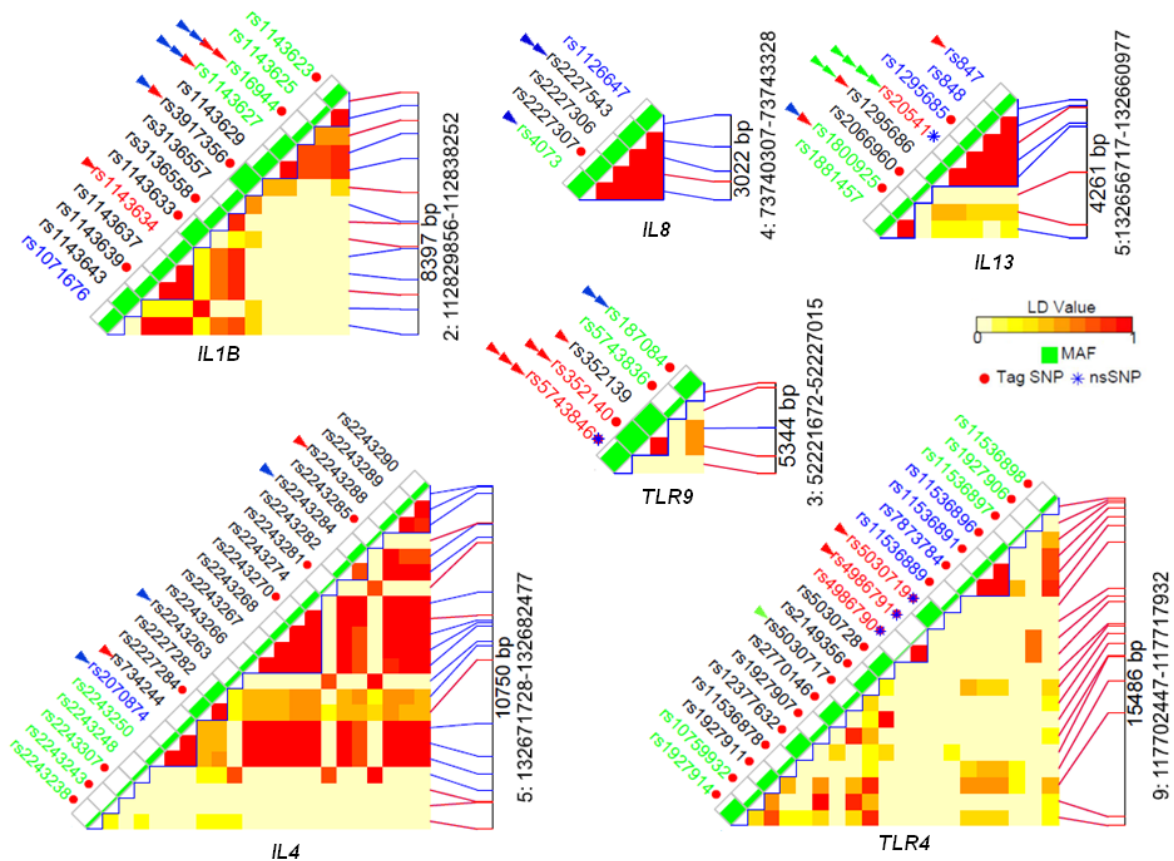 rs1143623
rs1143625
rs16944
rs1143627
rs1143629
rs3917356
rs3136557
rs3136558
rs1143633
rs1143634
rs1143637
rs1143639
rs1143643
rs1071676
8397 bp
2: 112829856-112838252
IL1B
rs1126647
rs2227543
rs2227306
rs2227307
rs4073
3022 bp
4: 73740307-73743328
IL8
rs847
rs848
rs1295685
rs20541
rs1295686
rs2066960
rs1800925
rs1881457
4261 bp
5:132656717-132660977
IL13
rs187084
rs5743836
rs352139
rs352140
rs5743846
5344 bp
3: 52221672-52227015
TLR9
LD Value
0
1
MAF
Tag SNP
nsSNP
rs2243290
rs2243289
rs2243288
rs2243285
rs2243284
rs2243282
rs2243281
rs2243274
rs2243270
rs2243268
rs2243267
rs2243266
rs2243263
rs2227282
rs2227284
rs734244
rs2070874
rs2243250
rs2243248
rs2243307
rs2243243
rs2243238
10750 bp
5: 132671728-132682477
IL4
rs11536898
rs1927906
rs11536897
rs11536896
rs11536891
rs7873784
rs11536889
rs5030719
rs4986791
rs4986790
rs5030728
rs2149356
rs5030717
rs2770146
rs1927907
rs12377632
rs11536878
rs1927911
rs10759932
rs1927914
15486 bp
9: 117702447-117717932
TLR4